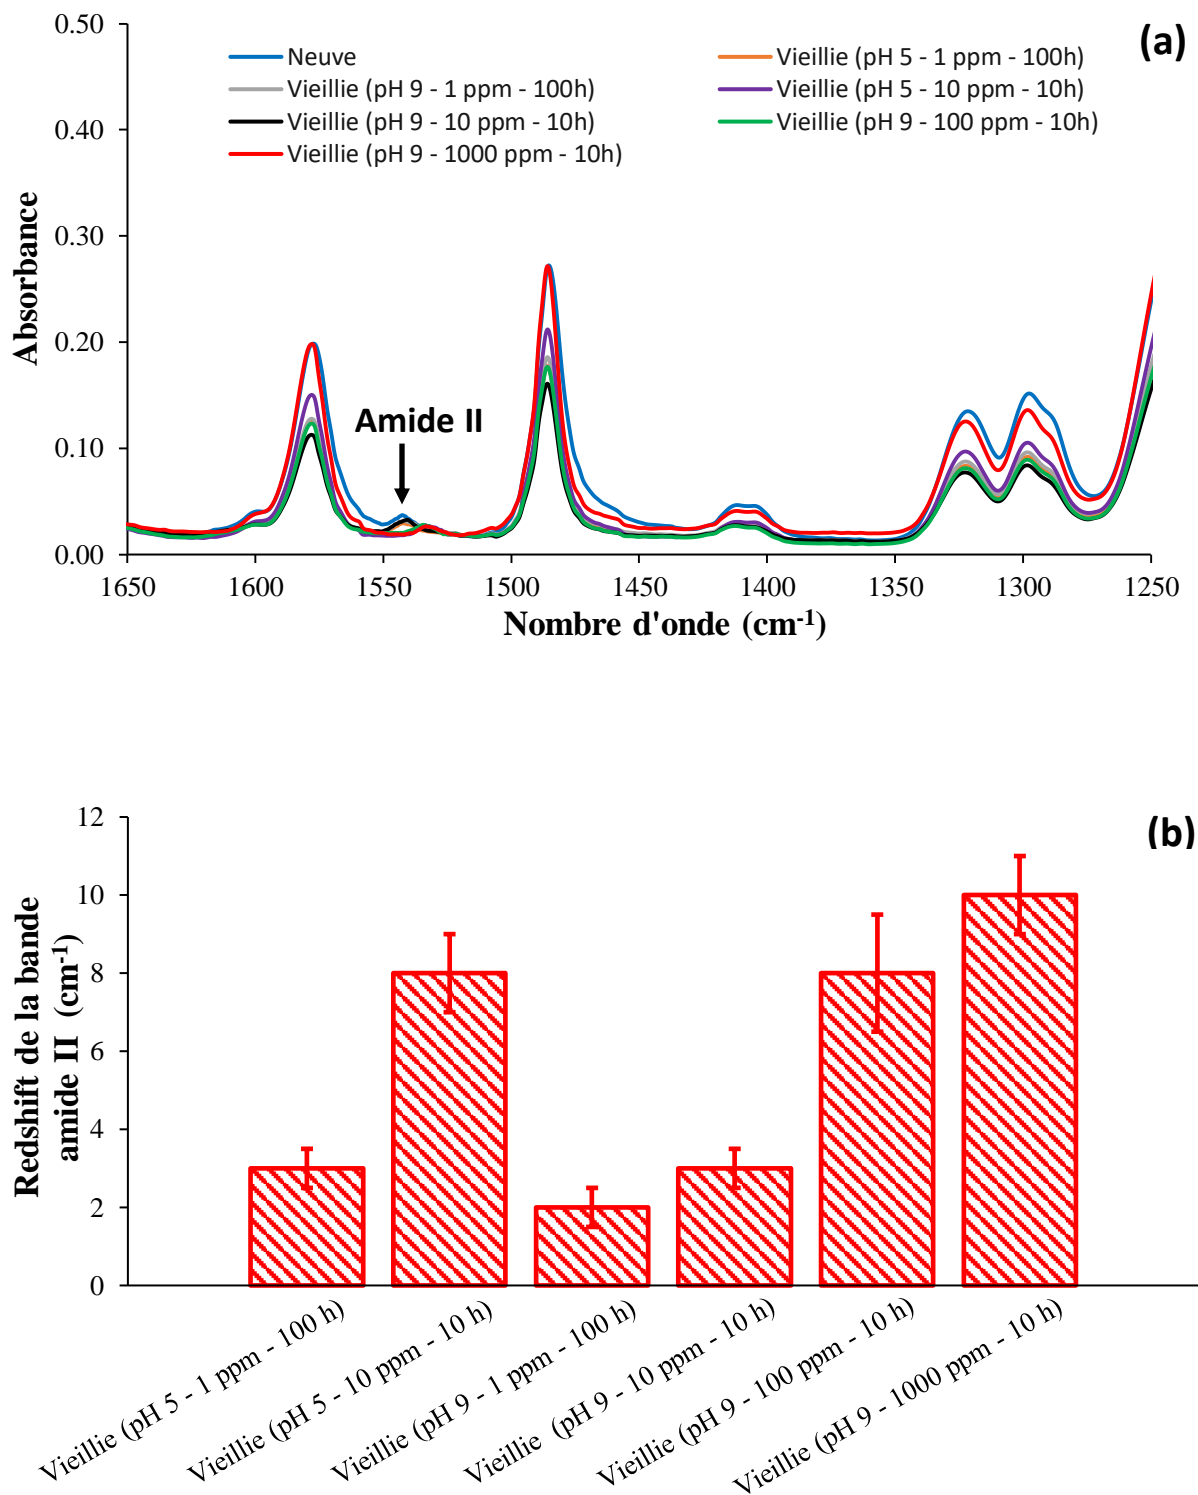 (a)
0.50
0.40
0.30
0.20
0.10
0.00
Absorbance
Neuve
Vieillie (pH 5 - 1 ppm - 100h)
Vieillie (pH 9 - 1 ppm - 100h)
Vieillie (pH 5 - 10 ppm - 10h)
Vieillie (pH 9 - 10 ppm - 10h)
Vieillie (pH 9 - 100 ppm - 10h)
Vieillie (pH 9 - 1000 ppm - 10h)
Amide II
1650 1600 1550 1500 1450 1400 1350 1300 1250
Nombre d'onde (cm-1)
(b)
12
10
8
6
4
2
0
Redshift de la bande
amide II (cm-1)
Vieillie (pH 5 - 1 ppm - 100 h)
Vieillie (pH 5 - 10 ppm - 10 h)
Vieillie (pH 9 - 1 ppm - 100 h)
Vieillie (pH 9 - 10 ppm - 10 h)
Vieillie (pH 9 - 100 ppm - 10 h)
Vieillie (pH 9 - 1000 ppm - 10 h)